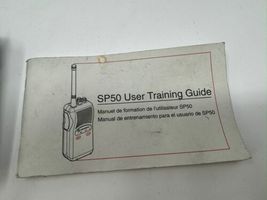 SP50 User Training Guide
Manuel de formation de l'utilisateur SP50
Manual de entrenamiento para el usuario de SP50